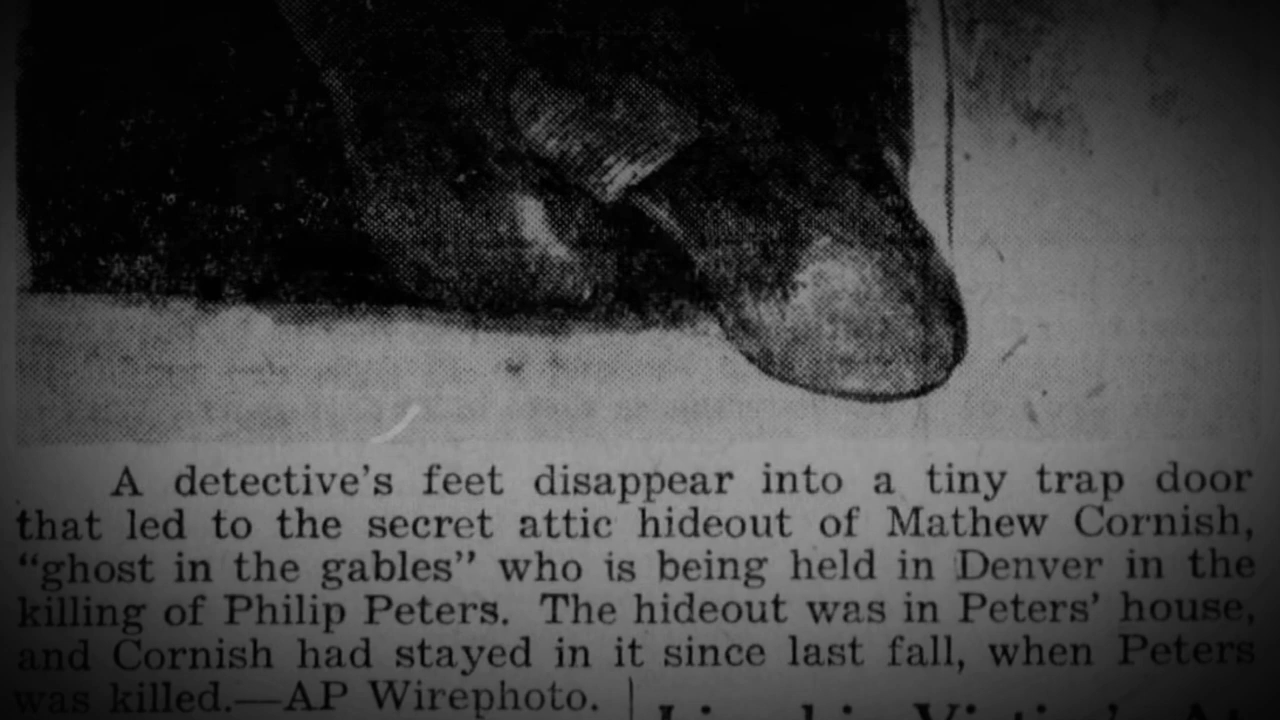 A detective's feet disappear into a tiny trap door
that led to the secret attic hideout of Mathew Cornish,
“ghost in the gables” who is being held in Denver in the
killing of Philip Peters. The hideout was in Peters' house,
and Cornish had stayed in it since last fall, when Peters
was killed.—AP Wirephoto.